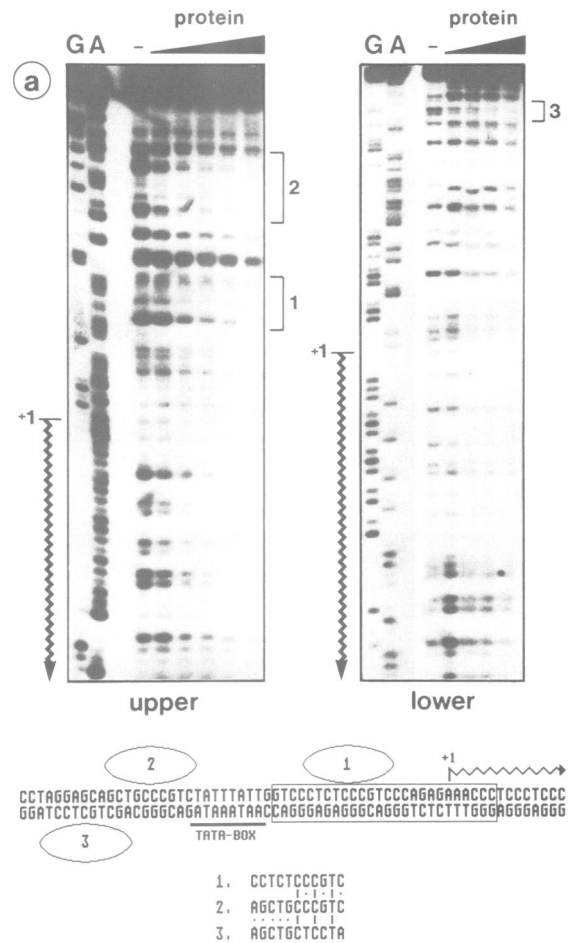 protein protein
G A – G A –
a
3
2
1
+1
+1
upper lower
2 1 +1
CCTAGGAGCAGCTGCCCGTCTATTTATTGGTCCCTCTCCCGTCCCAGAGAAACCCTCCCTCCC
GGATCCTCGTCGACGGGCAGATAAATAACCAGGGAGAGGGCAGGGTCTCTTTGGGAGGGAGGG
3 TATA-BOX
1. CCTCTCCCGTC
2. AGCTGCCCGTC
3. AGCTGCTCCTA